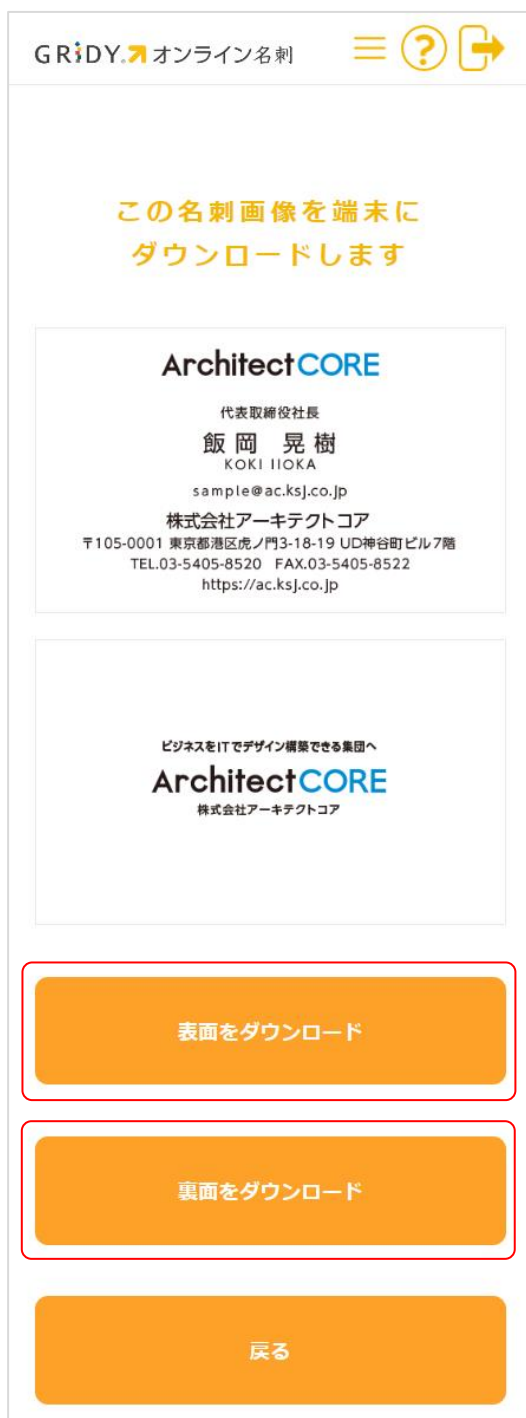 GRiDY. オンライン名刺
この名刺画像を端末に
ダウンロードします
ArchitectCORE
代表取締役社長
飯岡 晃樹
KOKI IIOKA
sample@ac.ksj.co.jp
株式会社アーキテクトコア
〒105-0001 東京都港区虎ノ門3-18-19 UD神谷町ビル7階
TEL.03-5405-8520 FAX.03-5405-8522
https://ac.ksj.co.jp
ビジネスをITでデザイン構築できる集団へ
ArchitectCORE
株式会社アーキテクトコア
表面をダウンロード
裏面をダウンロード
戻る